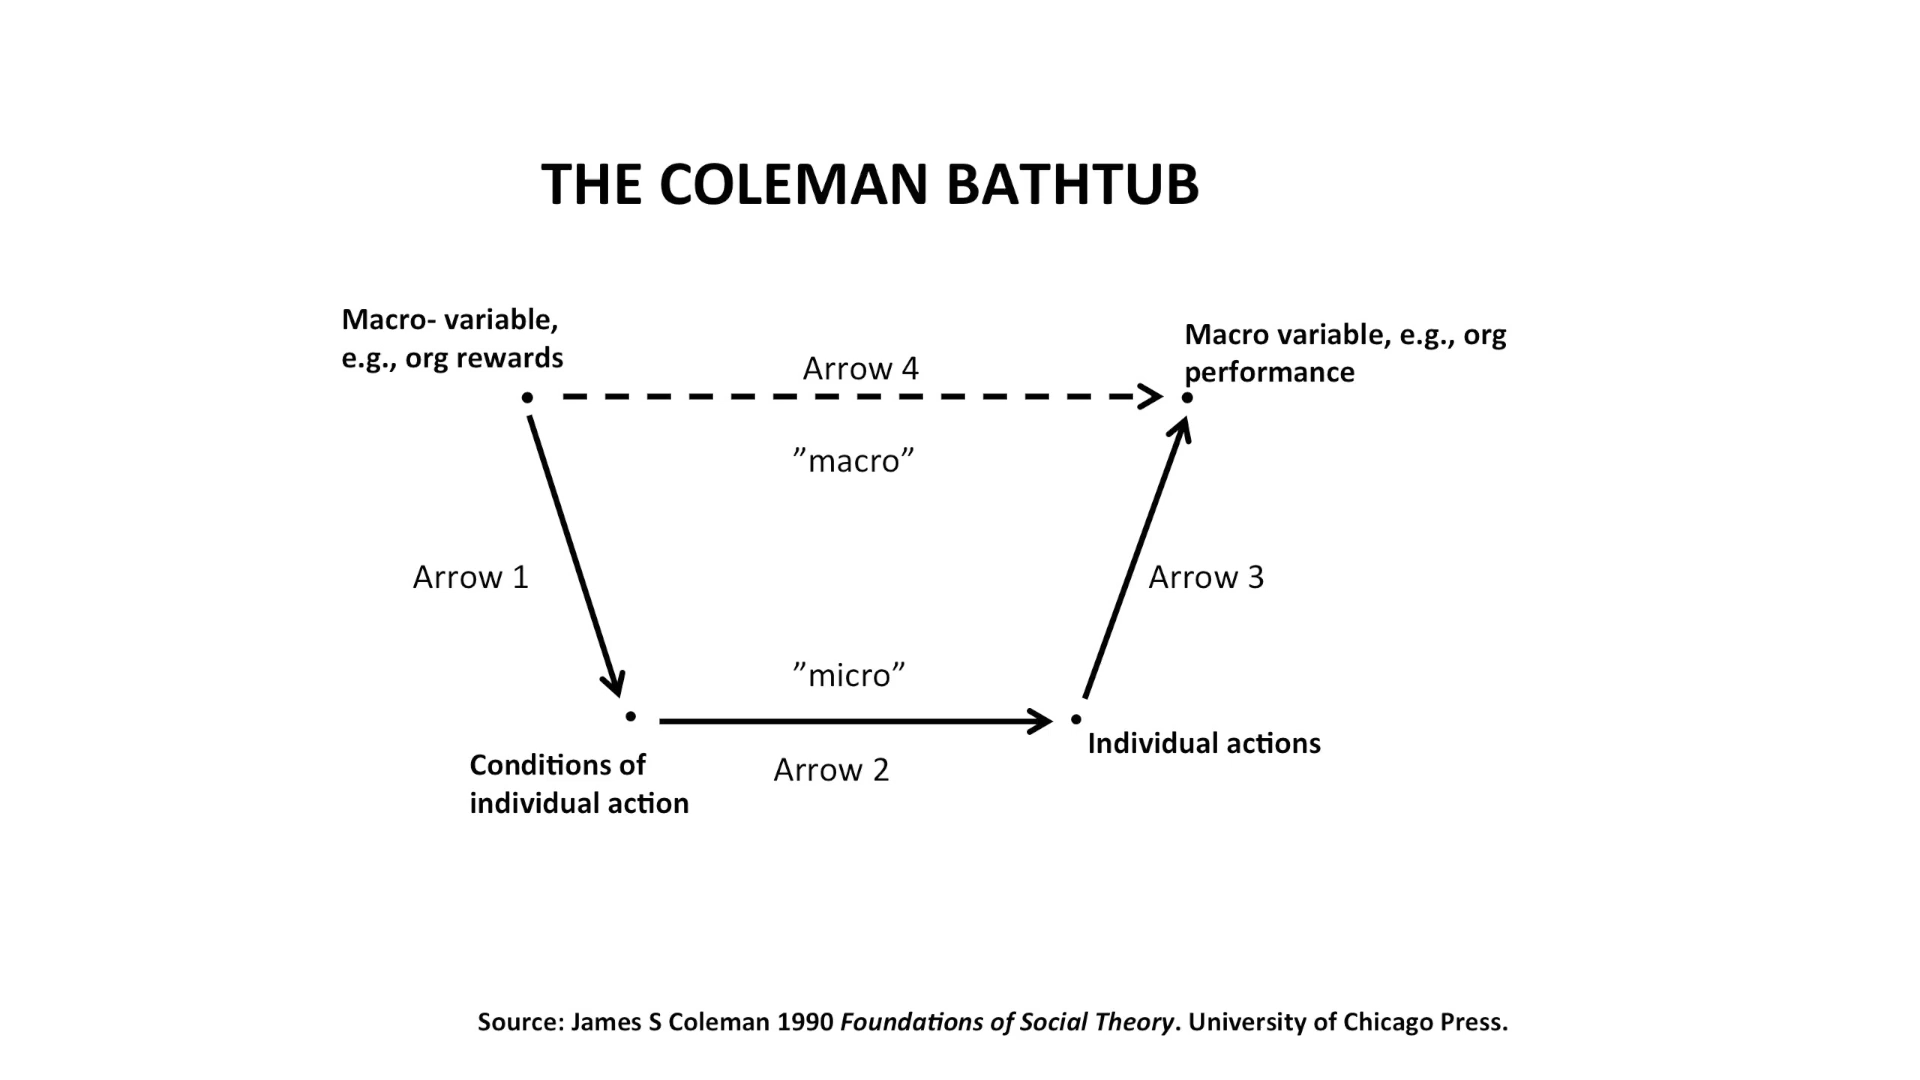 THE COLEMAN BATHTUB
Macro- variable,
e.g., org rewards
Macro variable, e.g., org
performance
Arrow 4
”macro”
Arrow 1
Arrow 3
”micro”
Individual actions
Conditions of
individual action
Arrow 2
Source: James S Coleman 1990 Foundations of Social Theory. University of Chicago Press.